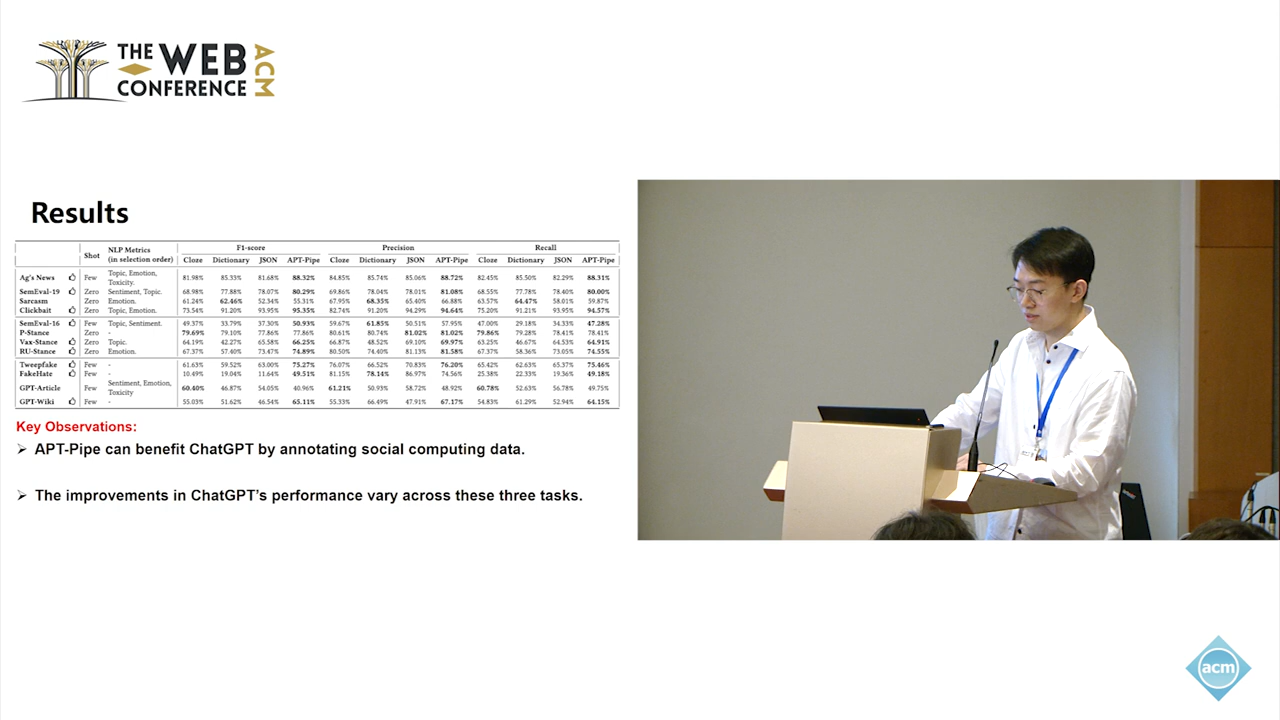 THE WEB
CONFERENCE
ACM
Results
Shot NLP Metrics (in selection order) F1-score Precision Recall
Cloze Dictionary JSON APT-Pipe Cloze Dictionary JSON APT-Pipe Cloze Dictionary JSON APT-Pipe
Ag's News Few Topic, Emotion, Toxicity. 81.98% 85.33% 81.68% 88.32% 84.85% 85.74% 85.06% 88.72% 82.45% 85.50% 82.29% 88.31%
SemEval-19 Zero Sentiment, Topic. 68.98% 77.88% 78.07% 80.29% 69.86% 78.04% 78.01% 81.08% 68.55% 77.78% 78.40% 80.00%
Sarcasm Zero Emotion. 61.24% 62.46% 52.34% 55.31% 67.95% 68.35% 65.40% 66.88% 63.57% 64.47% 58.01% 59.87%
Clickbait Zero Topic, Emotion. 73.54% 91.20% 93.95% 95.35% 82.74% 91.20% 94.29% 94.64% 75.20% 91.21% 93.95% 94.57%
SemEval-16 Few Topic, Sentiment. 49.37% 33.79% 37.30% 50.93% 59.67% 61.85% 50.51% 57.95% 47.00% 29.18% 34.33% 47.28%
P-Stance Zero - 79.69% 79.10% 77.86% 77.86% 80.61% 80.74% 81.02% 81.02% 79.86% 79.28% 78.41% 78.41%
Vax-Stance Zero Topic. 64.19% 42.27% 65.58% 66.25% 66.87% 48.52% 69.10% 69.97% 63.25% 46.67% 64.53% 64.91%
RU-Stance Zero Emotion. 67.37% 57.40% 73.47% 74.89% 80.50% 74.40% 81.13% 81.58% 67.37% 58.36% 73.05% 74.55%
Tweepfake Few - 61.63% 59.52% 63.00% 75.27% 76.07% 66.52% 70.83% 76.20% 65.42% 62.63% 65.37% 75.46%
FakeHate Few - 10.49% 19.04% 11.64% 49.51% 81.15% 78.14% 86.97% 74.56% 25.38% 22.33% 19.36% 49.18%
GPT-Article Few Sentiment, Emotion, Toxicity 60.40% 46.87% 54.05% 40.96% 61.21% 50.93% 58.72% 48.92% 60.78% 52.63% 56.78% 49.75%
GPT-Wiki Few - 55.03% 51.62% 46.54% 65.11% 55.33% 66.49% 47.91% 67.17% 54.83% 61.29% 52.94% 64.15%
Key Observations:
➢ APT-Pipe can benefit ChatGPT by annotating social computing data.
➢ The improvements in ChatGPT's performance vary across these three tasks.
acm